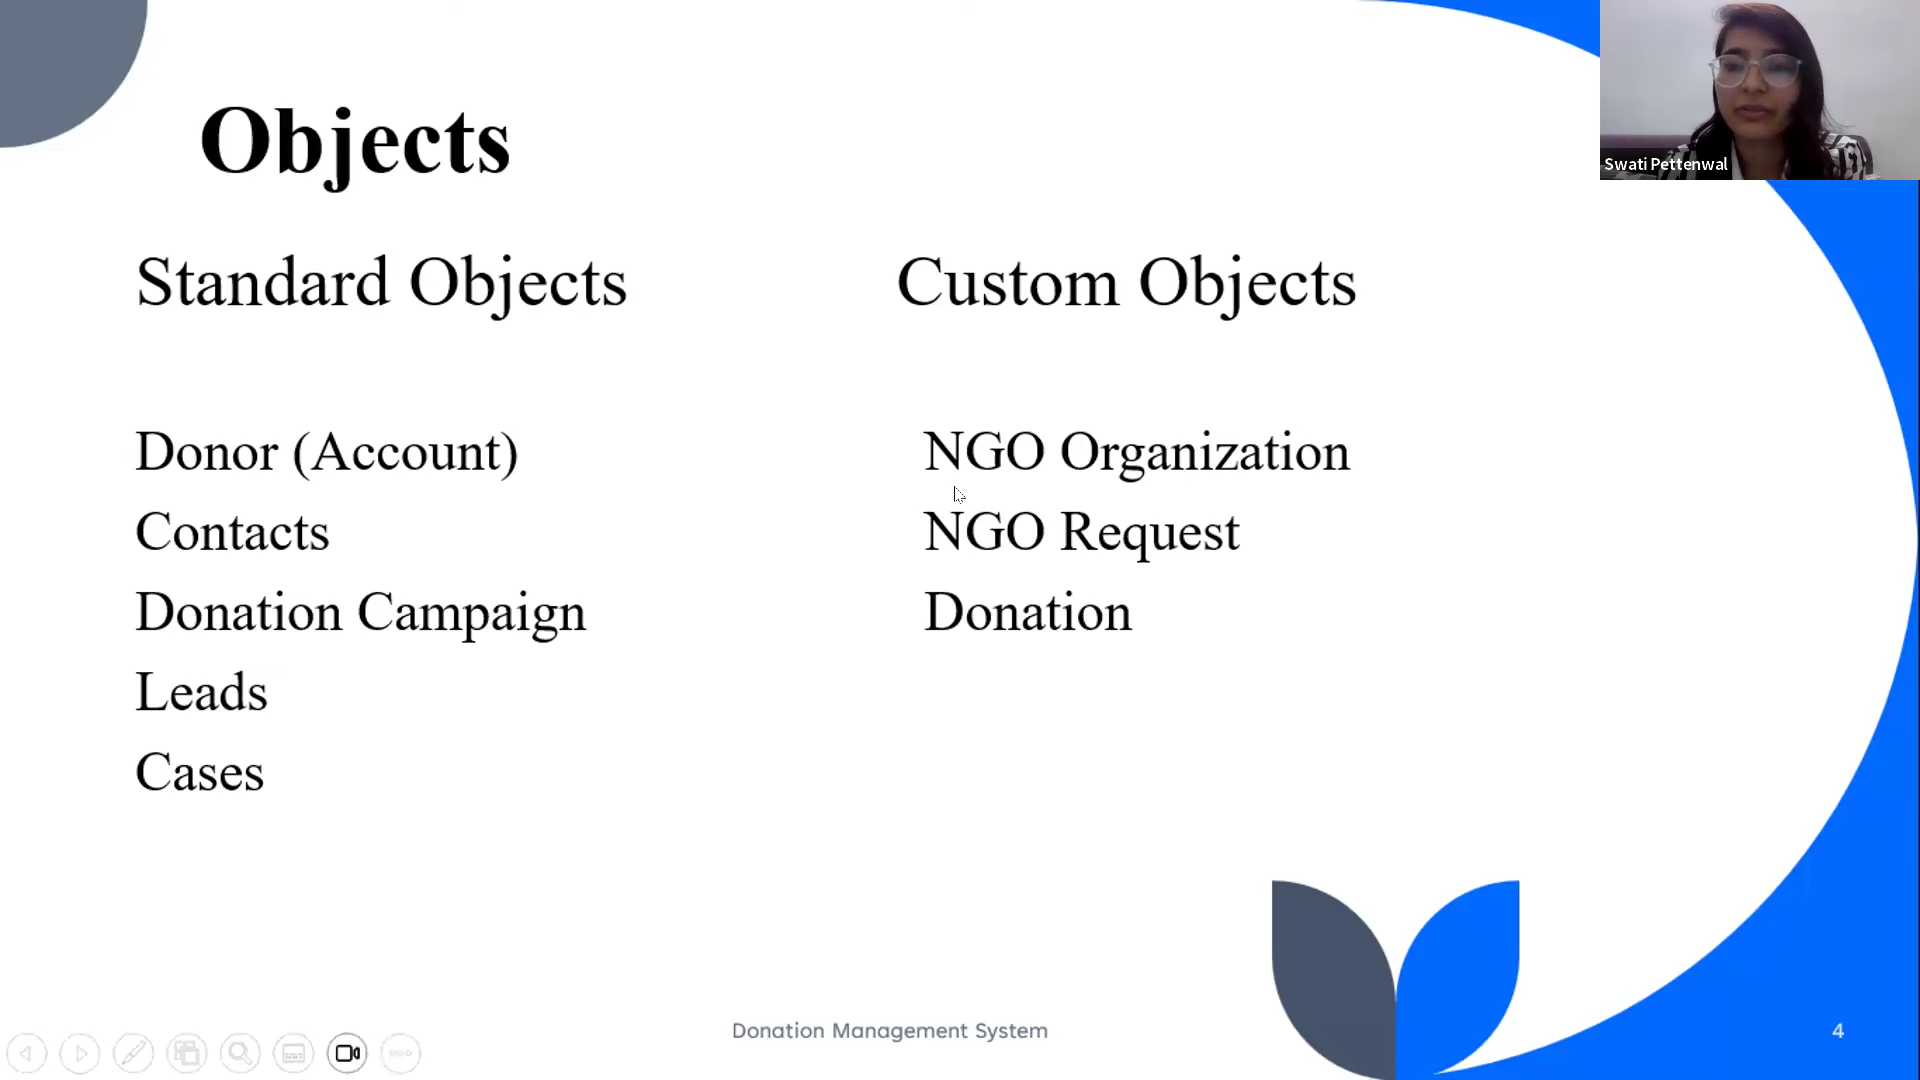 Objects
Swati Pettenwal
Standard Objects
Donor (Account)
Contacts
Donation Campaign
Leads
Cases
Custom Objects
NGO Organization
NGO Request
Donation
Donation Management System
4